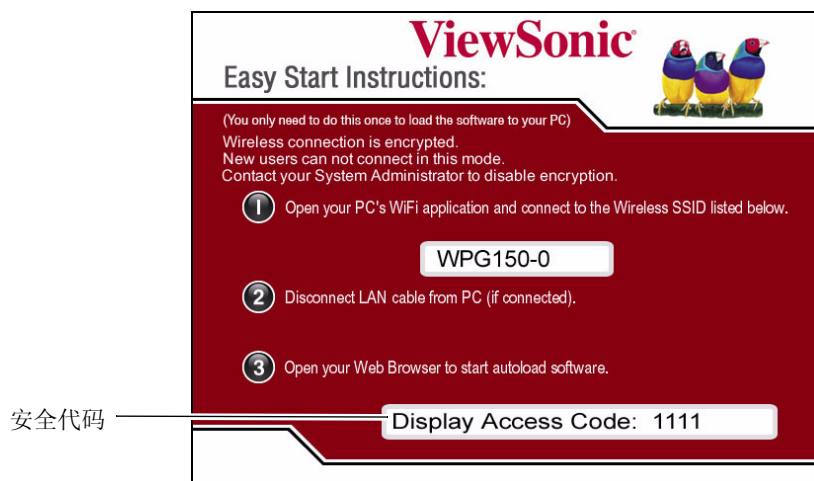 ViewSonic®
Easy Start Instructions:
(You only need to do this once to load the software to your PC)
Wireless connection is encrypted.
New users can not connect in this mode.
Contact your System Administrator to disable encryption.
1 Open your PC's WiFi application and connect to the Wireless SSID listed below.
WPG150-0
2 Disconnect LAN cable from PC (if connected).
3 Open your Web Browser to start autoload software.
安全代码
Display Access Code: 1111